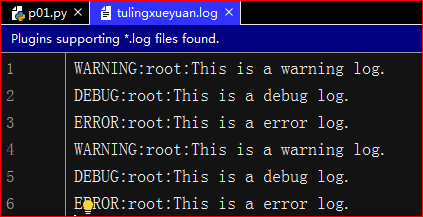 p01.py tulingxueyuan.log
Plugins supporting *.log files found.
1 WARNING:root:This is a warning log.
2 DEBUG:root:This is a debug log.
3 ERROR:root:This is a error log.
4 WARNING:root:This is a warning log.
5 DEBUG:root:This is a debug log.
6 ERROR:root:This is a error log.